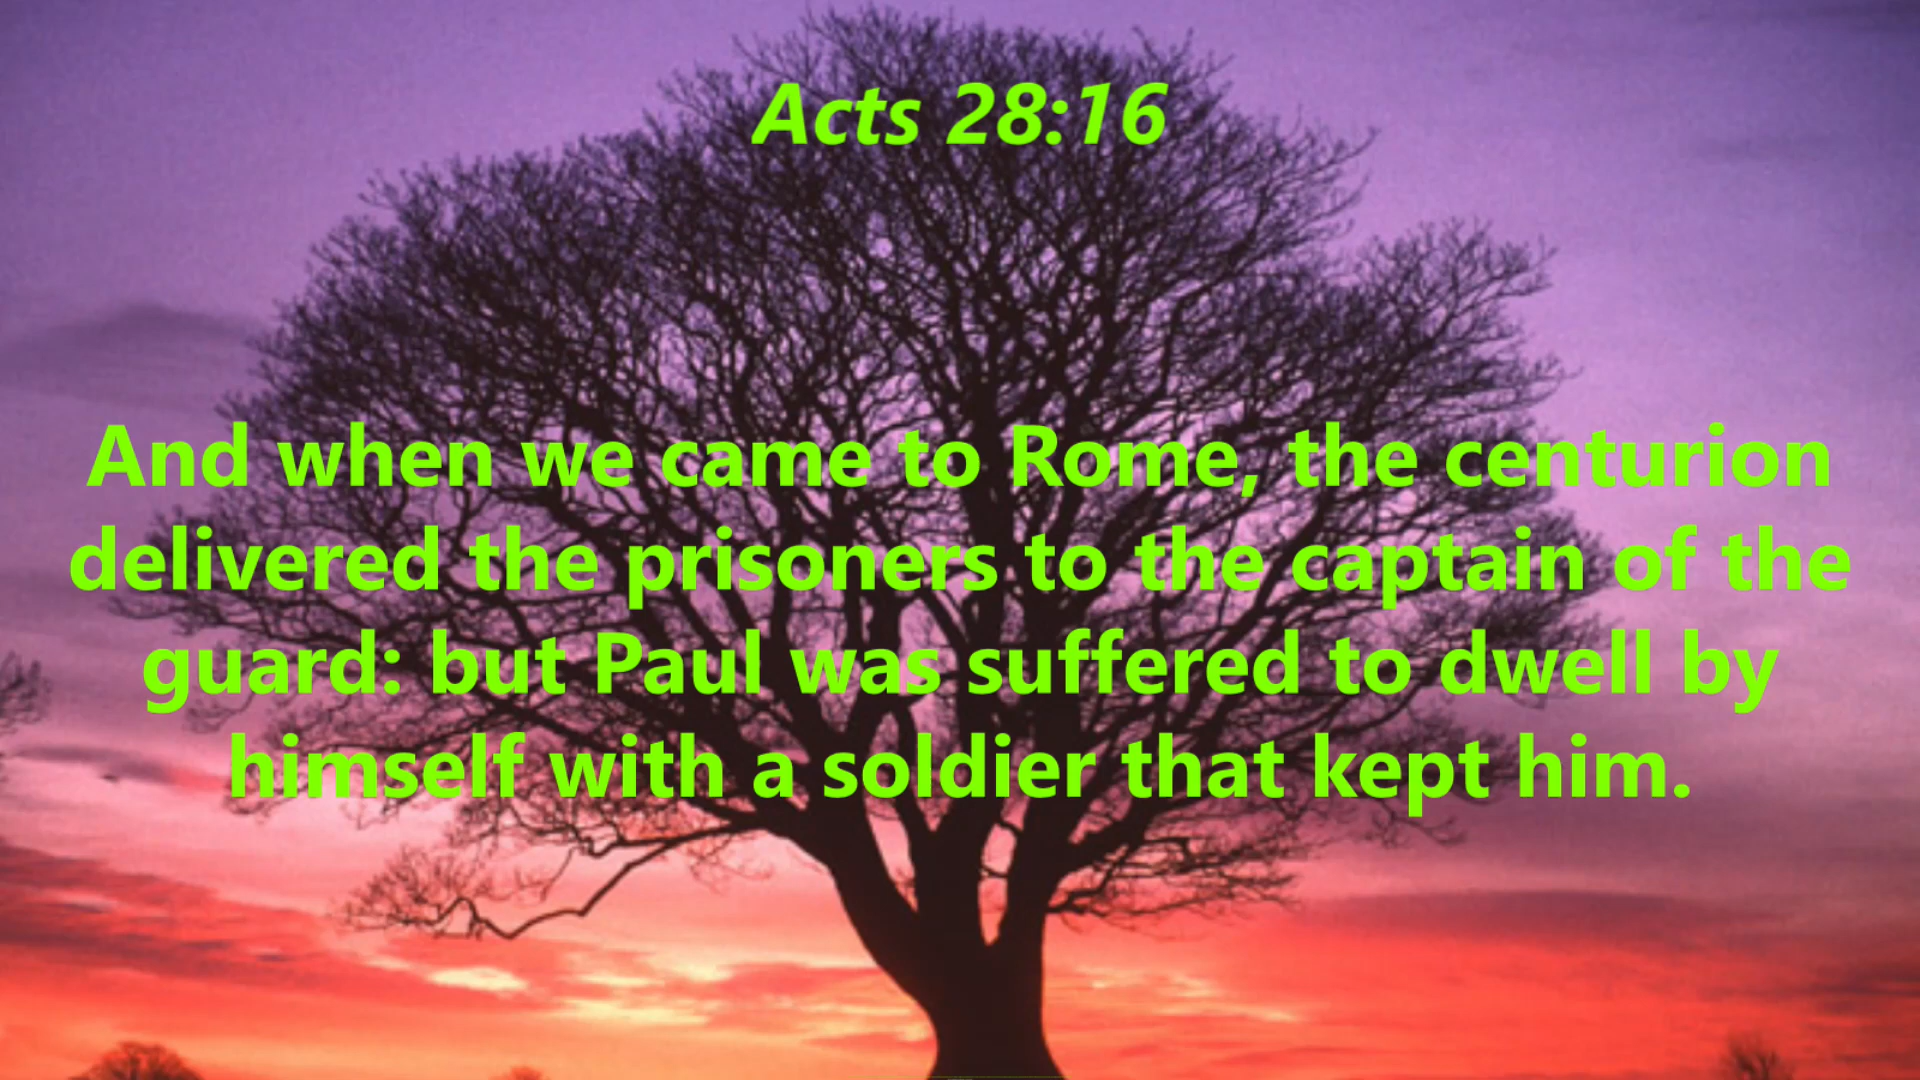 Acts 28:16
And when we came to Rome, the centurion
delivered the prisoners to the captain of the
guard: but Paul was suffered to dwell by
himself with a soldier that kept him.